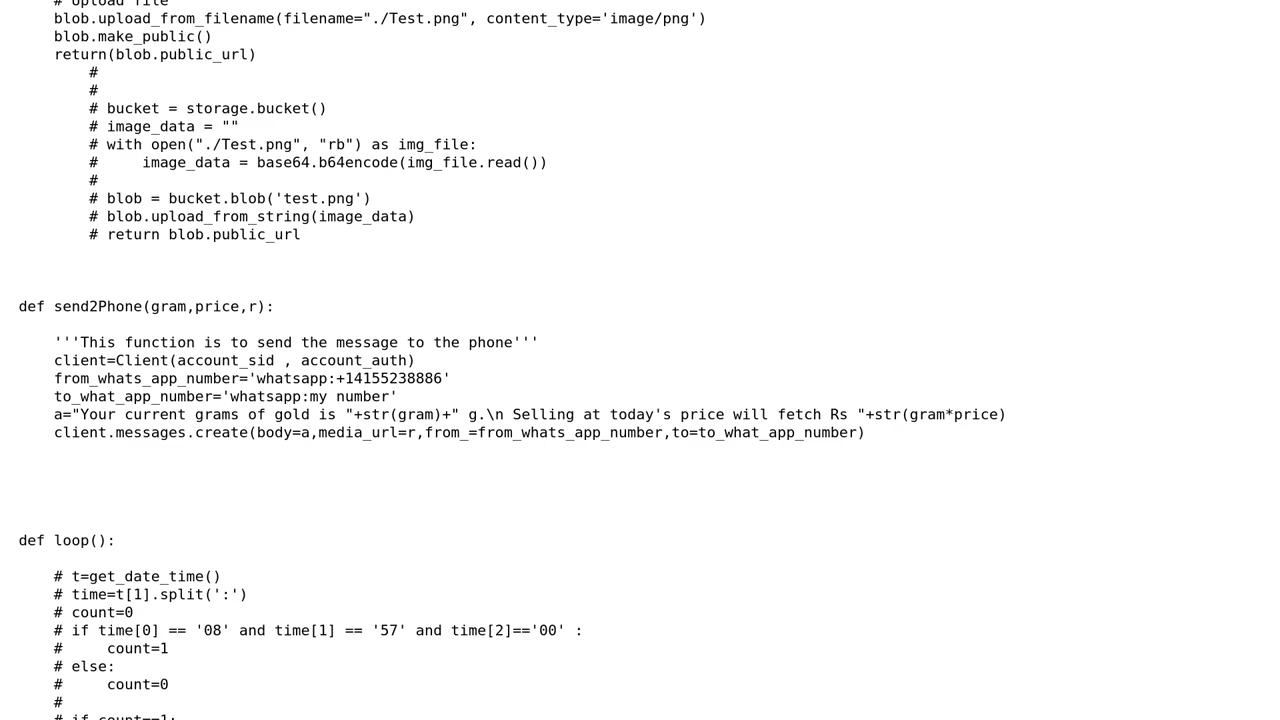 # Upload file
blob.upload_from_filename(filename="./Test.png", content_type='image/png')
blob.make_public()
return(blob.public_url)
#
#
# bucket = storage.bucket()
# image_data = ""
# with open("./Test.png", "rb") as img_file:
#     image_data = base64.b64encode(img_file.read())
#
# blob = bucket.blob('test.png')
# blob.upload_from_string(image_data)
# return blob.public_url
def send2Phone(gram,price,r):
'''This function is to send the message to the phone'''
client=Client(account_sid , account_auth)
from_whats_app_number='whatsapp:+14155238886'
to_what_app_number='whatsapp:my number'
a="Your current grams of gold is "+str(gram)+" g.\n Selling at today's price will fetch Rs "+str(gram*price)
client.messages.create(body=a,media_url=r,from_=from_whats_app_number,to=to_what_app_number)
def loop():
# t=get_date_time()
# time=t[1].split(':')
# count=0
# if time[0] == '08' and time[1] == '57' and time[2]=='00' :
#     count=1
# else:
#     count=0
#
# if count==1: